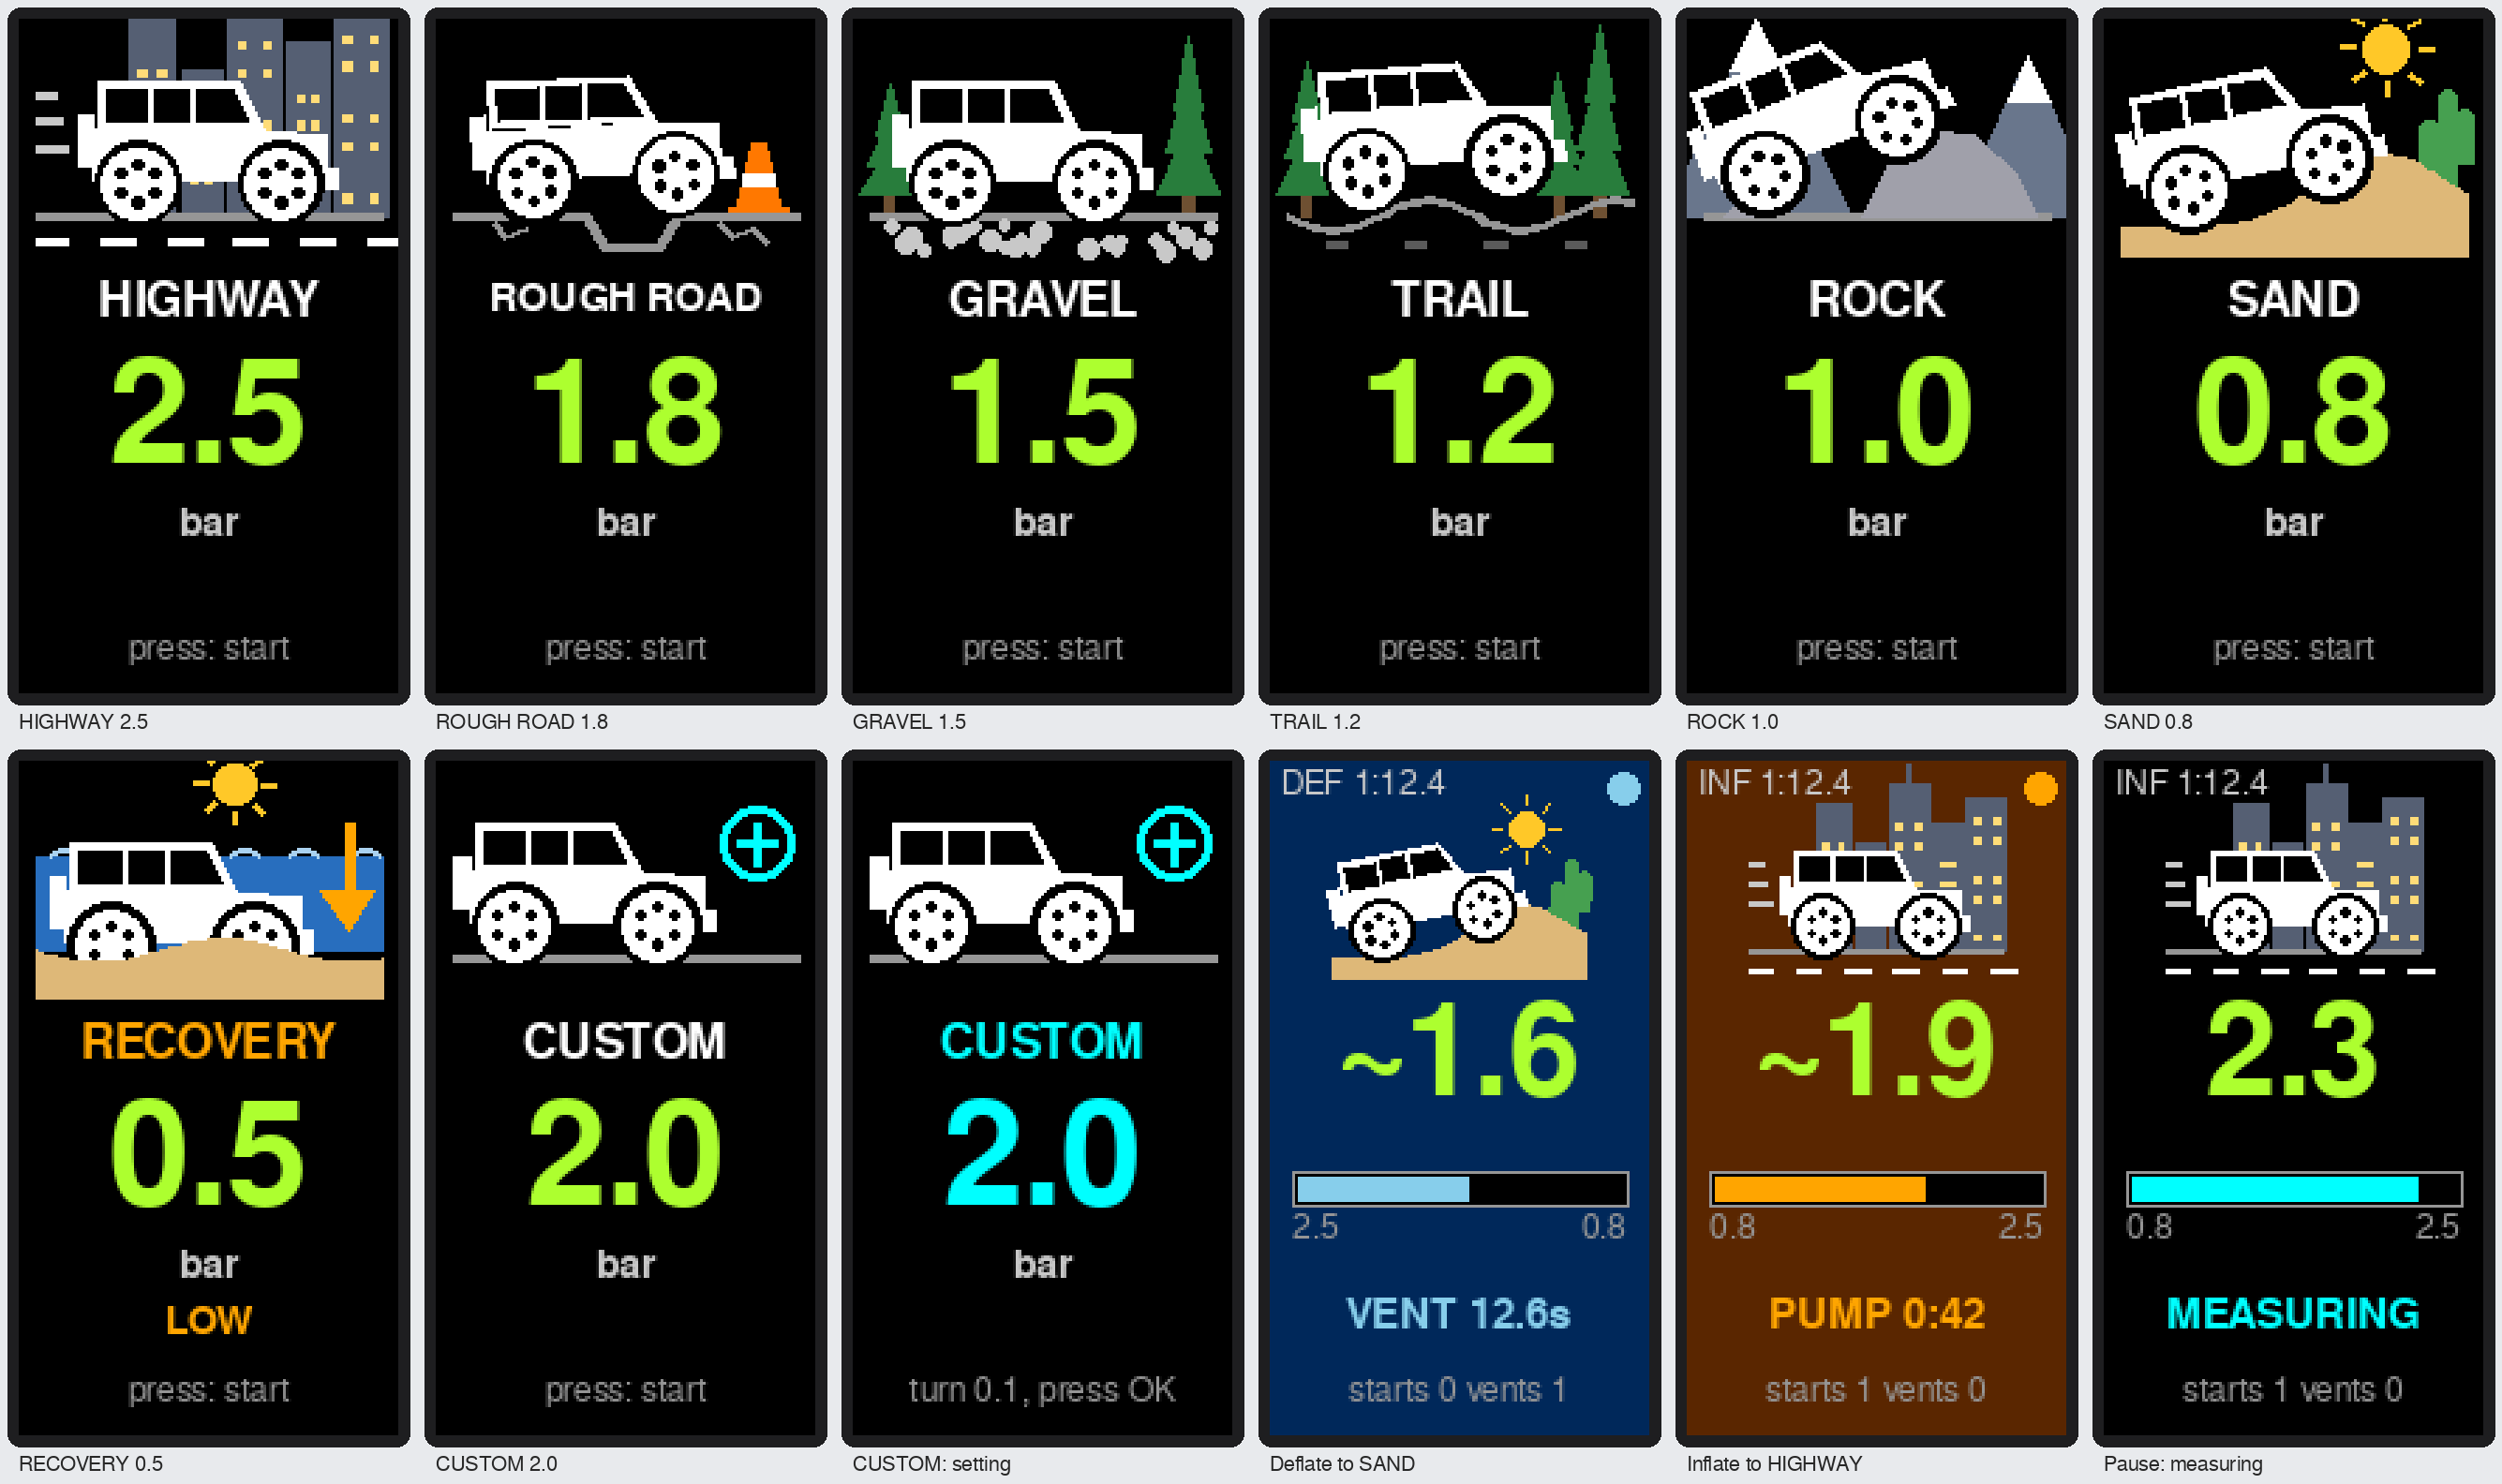 HIGHWAY
2.5
bar
press: start
HIGHWAY 2.5
ROUGH ROAD
1.8
bar
press: start
ROUGH ROAD 1.8
GRAVEL
1.5
bar
press: start
GRAVEL 1.5
TRAIL
1.2
bar
press: start
TRAIL 1.2
ROCK
1.0
bar
press: start
ROCK 1.0
SAND
0.8
bar
press: start
SAND 0.8
RECOVERY
0.5
bar
LOW
press: start
RECOVERY 0.5
CUSTOM
2.0
bar
press: start
CUSTOM 2.0
CUSTOM
2.0
bar
turn 0.1, press OK
CUSTOM: setting
DEF 1:12.4
~1.6
2.5 0.8
VENT 12.6s
starts 0 vents 1
Deflate to SAND
INF 1:12.4
~1.9
0.8 2.5
PUMP 0:42
starts 1 vents 0
Inflate to HIGHWAY
INF 1:12.4
2.3
0.8 2.5
MEASURING
starts 1 vents 0
Pause: measuring